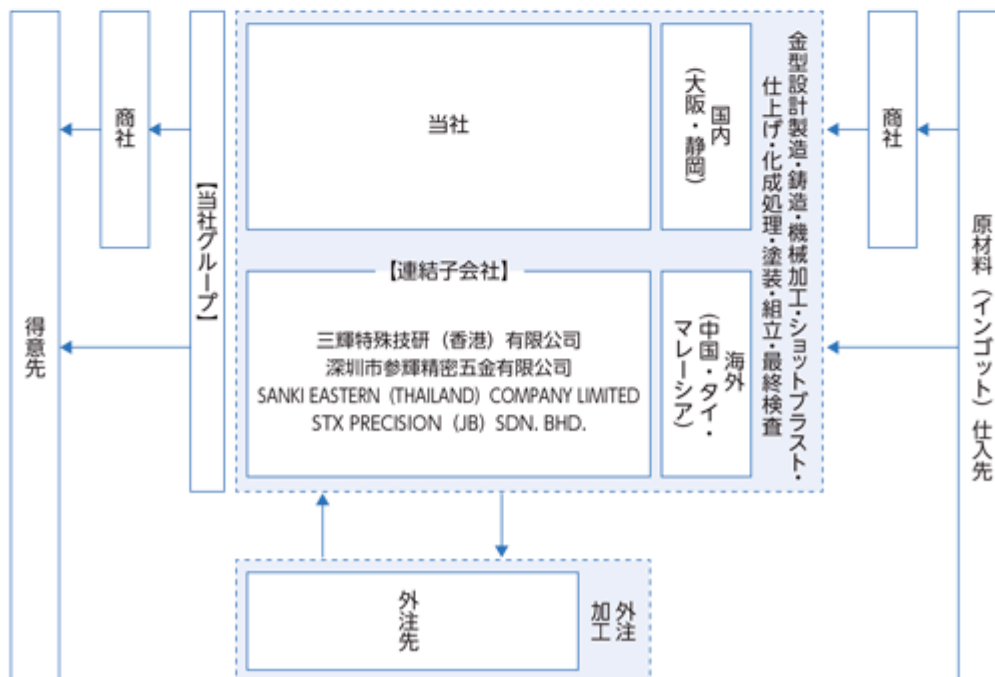 得意先
商社
【当社グループ】
当社
国内
(大阪・静岡)
【連結子会社】
三輝特殊技研（香港）有限公司
深圳市参輝精密五金有限公司
SANKI EASTERN（THAILAND）COMPANY LIMITED
STX PRECISION（JB）SDN. BHD.
海外
(中国・タイ・
マレーシア)
金型設計製造・鋳造・機械加工・ショットブラスト・
仕上げ・化成処理・塗装・組立・最終検査
商社
原材料（インゴット）仕入先
外注先
外注
加工